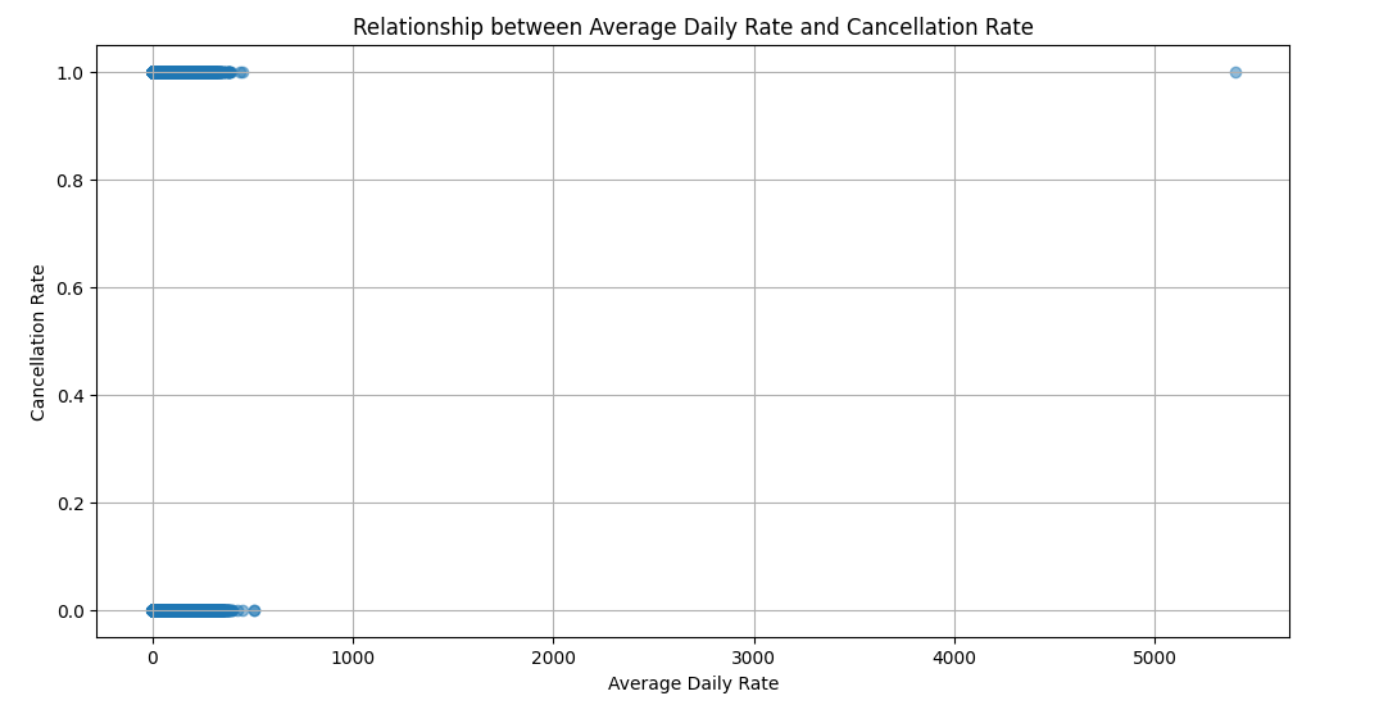 Relationship between Average Daily Rate and Cancellation Rate
1.0
0.8
0.6
0.4
0.2
0.0
Cancellation Rate
0 1000 2000 3000 4000 5000
Average Daily Rate